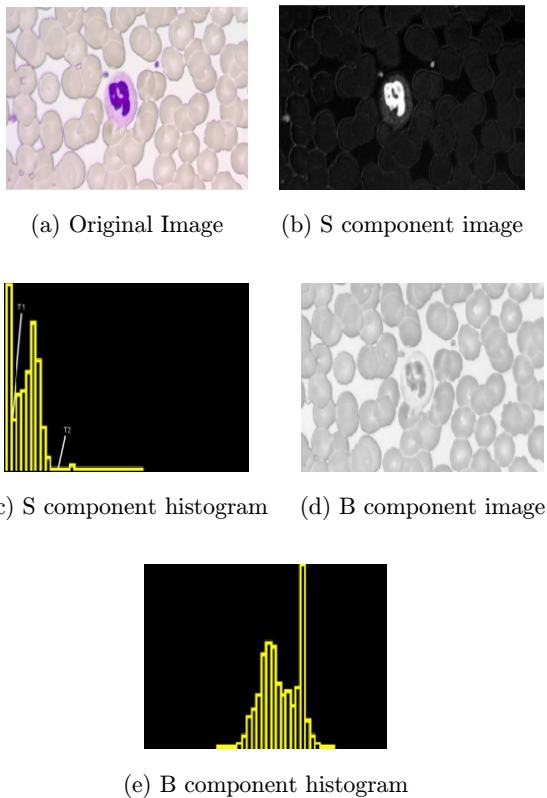 (a) Original Image
(b) S component image
T1
T2
c) S component histogram
(d) B component image
(e) B component histogram